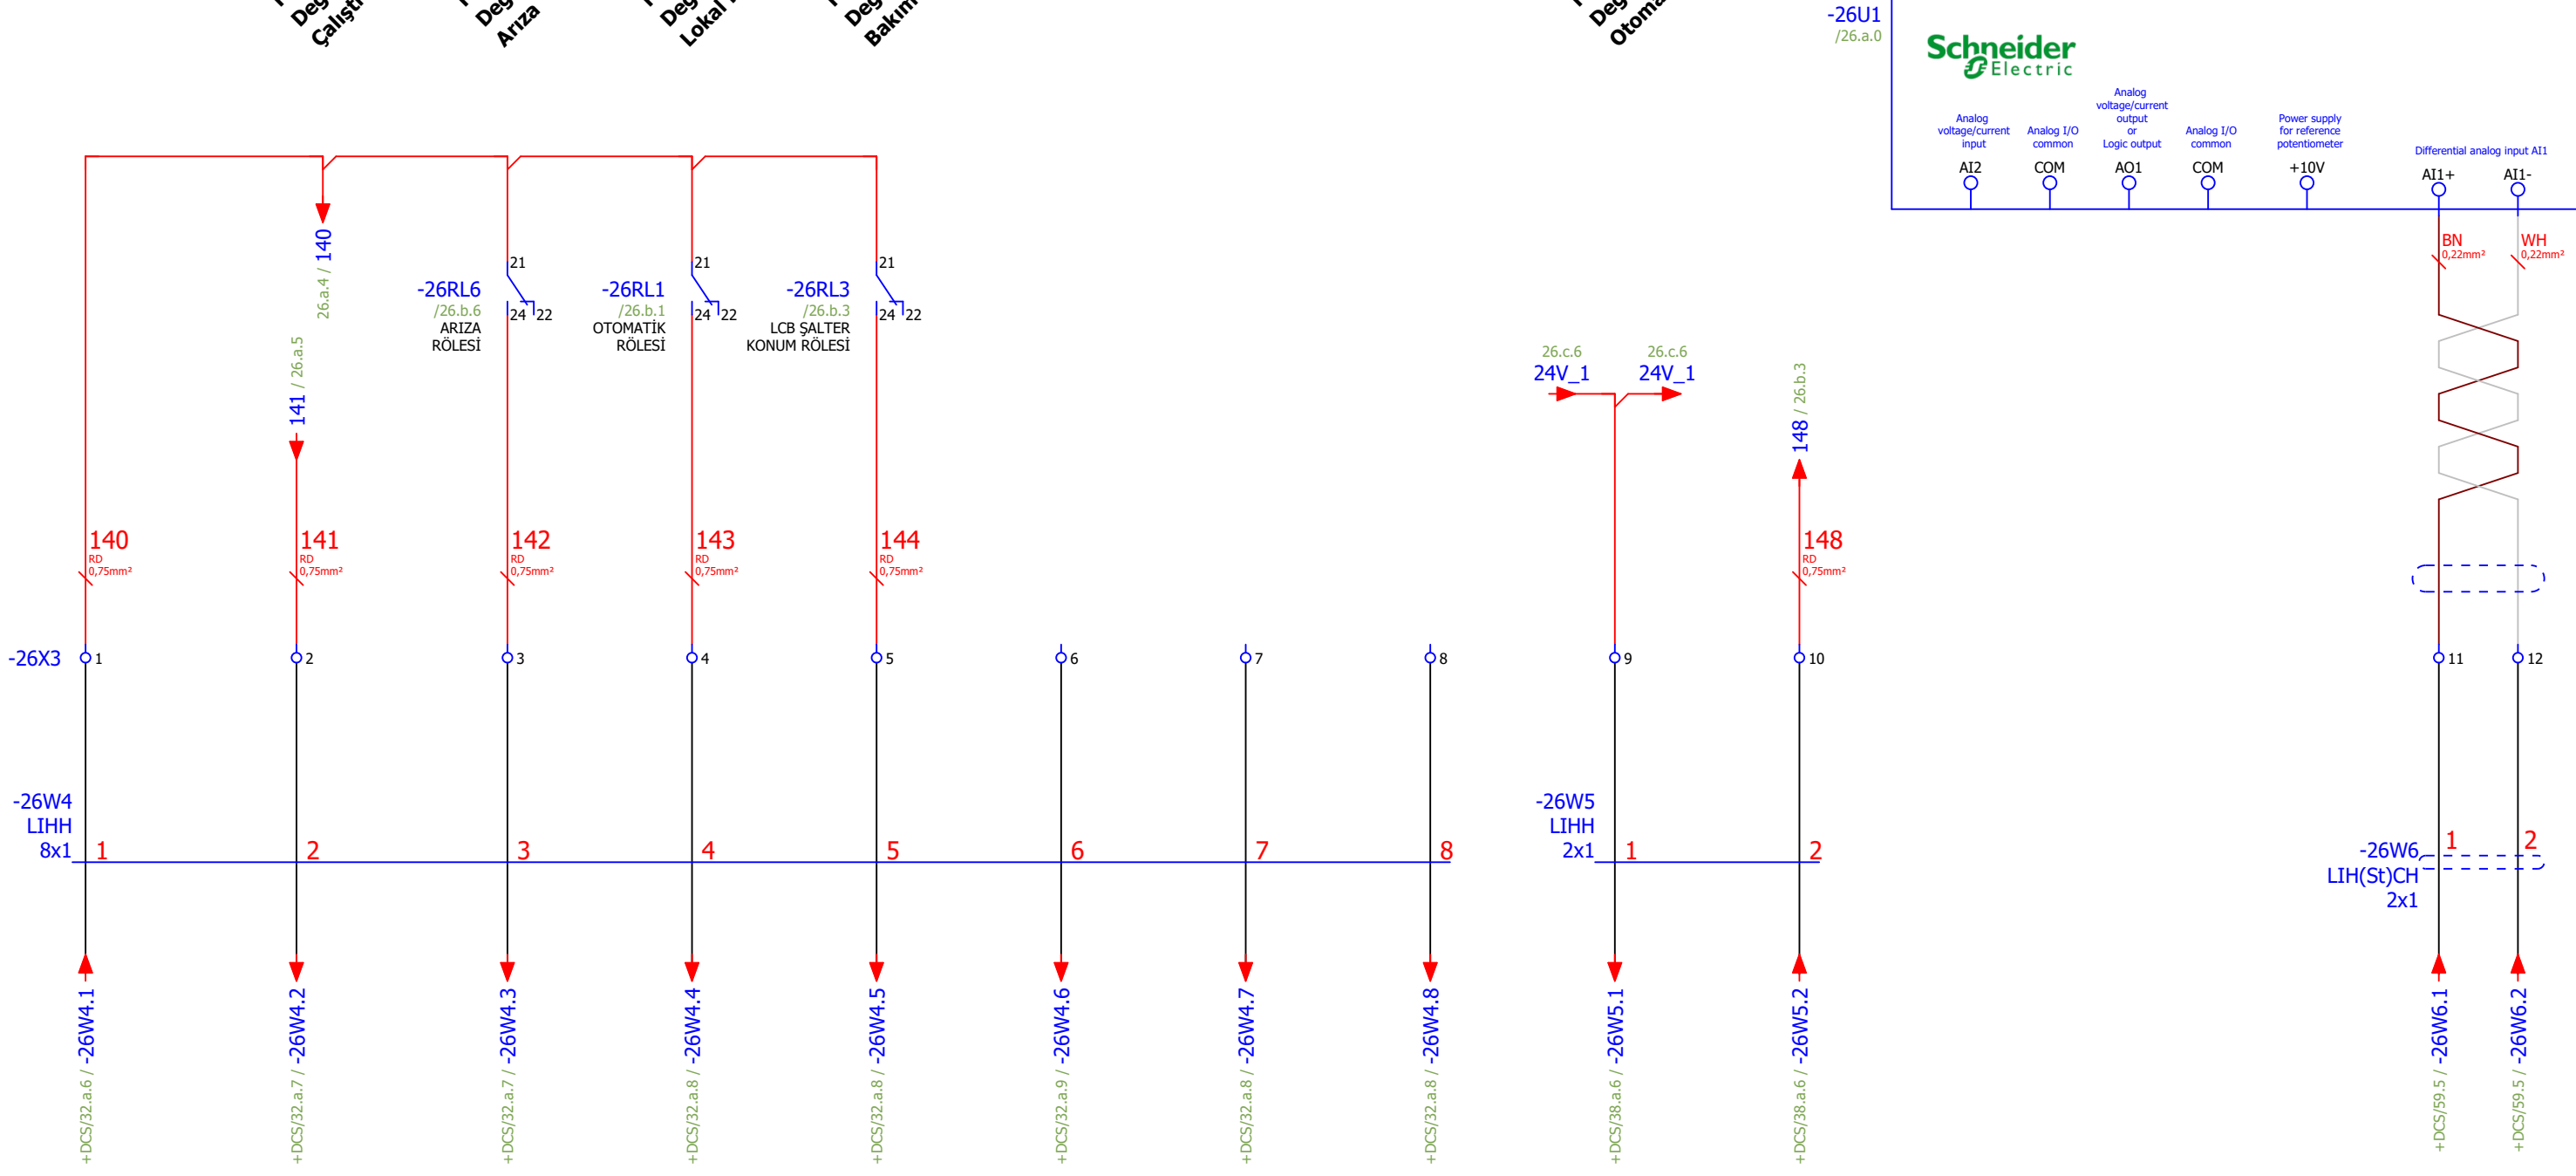 Değ
Çalıştı
Değ
Arıza
Değ
Lokal
Değ
Bakım
Değ
Otoma
-26U1
/26.a.0
Schneider
Electric
Analog
voltage/current
input
AI2
Analog I/O
common
COM
Analog
voltage/current
output
or
Logic output
AO1
Analog I/O
common
COM
Power supply
for reference
potentiometer
+10V
Differential analog input AI1
AI1+
AI1-
BN
0,22mm²
WH
0,22mm²
26.a.4 / 140
141 / 26.a.5
-26RL6
/26.b.6
ARIZA
RÖLESİ
21
24
22
-26RL1
/26.b.1
OTOMATİK
RÖLESİ
21
24
22
-26RL3
/26.b.3
LCB ŞALTER
KONUM RÖLESİ
21
24
22
26.c.6
24V_1
26.c.6
24V_1
148 / 26.b.3
140
RD
0,75mm²
141
RD
0,75mm²
142
RD
0,75mm²
143
RD
0,75mm²
144
RD
0,75mm²
148
RD
0,75mm²
-26X3
1
2
3
4
5
6
7
8
9
10
11
12
-26W4
LIHH
8x1
1
2
3
4
5
6
7
8
-26W5
LIHH
2x1
1
2
-26W6
LIH(St)CH
2x1
1
2
+DCS/32.a.6 / -26W4.1
+DCS/32.a.7 / -26W4.2
+DCS/32.a.7 / -26W4.3
+DCS/32.a.8 / -26W4.4
+DCS/32.a.8 / -26W4.5
+DCS/32.a.9 / -26W4.6
+DCS/32.a.8 / -26W4.7
+DCS/32.a.8 / -26W4.8
+DCS/38.a.6 / -26W5.1
+DCS/38.a.6 / -26W5.2
+DCS/59.5 / -26W6.1
+DCS/59.5 / -26W6.2